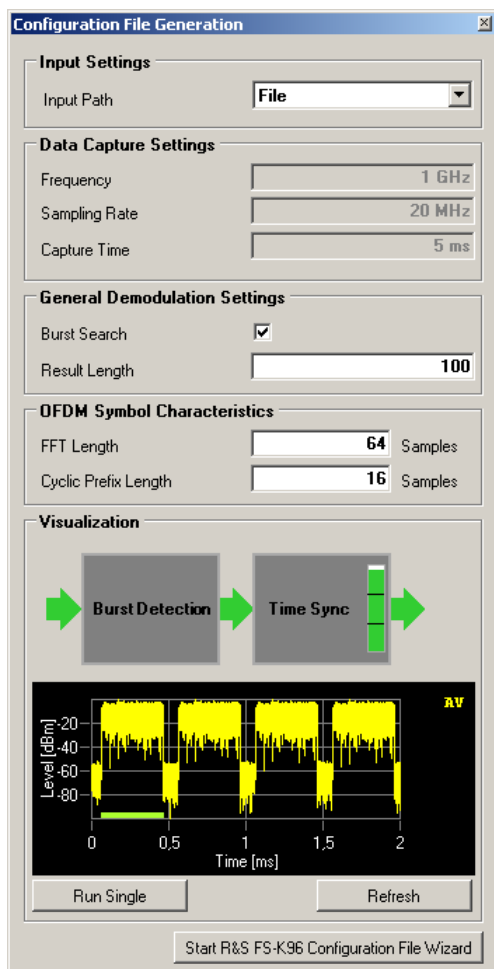 Configuration File Generation
Input Settings
Input Path File
Data Capture Settings
Frequency 1 GHz
Sampling Rate 20 MHz
Capture Time 5 ms
General Demodulation Settings
Burst Search
Result Length 100
OFDM Symbol Characteristics
FFT Length 64 Samples
Cyclic Prefix Length 16 Samples
Visualization
Burst Detection Time Sync
AV
Level [dBm]
-20
-40
-60
-80
0 0,5 1 1,5 2
Time [ms]
Run Single Refresh
Start R&S FS-K96 Configuration File Wizard